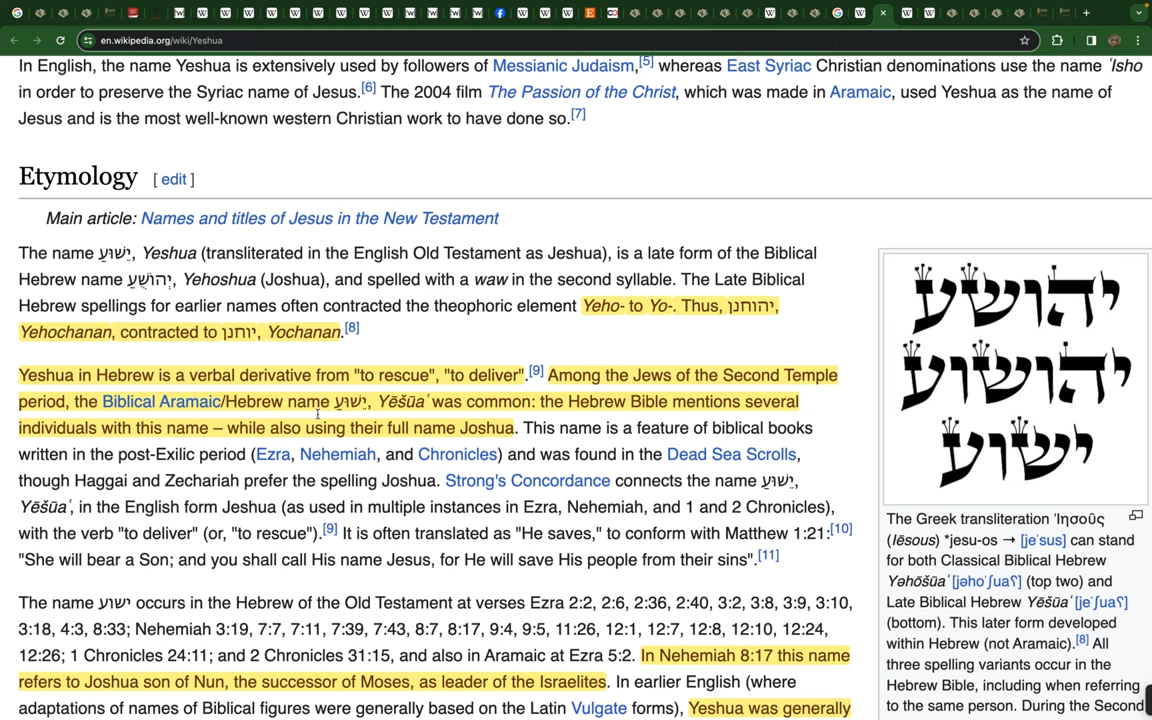 en.wikipedia.org/wiki/Yeshua
In English, the name Yeshua is extensively used by followers of Messianic Judaism,[5] whereas East Syriac Christian denominations use the name ʿIsho
in order to preserve the Syriac name of Jesus.[6] The 2004 film The Passion of the Christ, which was made in Aramaic, used Yeshua as the name of
Jesus and is the most well-known western Christian work to have done so.[7]
Etymology [ edit ]
Main article: Names and titles of Jesus in the New Testament
The name יֵשׁוּעַ, Yeshua (transliterated in the English Old Testament as Jeshua), is a late form of the Biblical
Hebrew name יְהוֹשֻׁעַ, Yehoshua (Joshua), and spelled with a waw in the second syllable. The Late Biblical
Hebrew spellings for earlier names often contracted the theophoric element Yeho- to Yo-. Thus, יהוחנן,
Yehochanan, contracted to יוחנן, Yochanan.[8]
Yeshua in Hebrew is a verbal derivative from "to rescue", "to deliver".[9] Among the Jews of the Second Temple
period, the Biblical Aramaic/Hebrew name יֵשׁוּעַ, Yēšūaʿ was common: the Hebrew Bible mentions several
individuals with this name – while also using their full name Joshua. This name is a feature of biblical books
written in the post-Exilic period (Ezra, Nehemiah, and Chronicles) and was found in the Dead Sea Scrolls,
though Haggai and Zechariah prefer the spelling Joshua. Strong's Concordance connects the name יֵשׁוּעַ,
Yēšūaʿ, in the English form Jeshua (as used in multiple instances in Ezra, Nehemiah, and 1 and 2 Chronicles),
with the verb "to deliver" (or, "to rescue").[9] It is often translated as "He saves," to conform with Matthew 1:21:[10]
"She will bear a Son; and you shall call His name Jesus, for He will save His people from their sins".[11]
The name ישוע occurs in the Hebrew of the Old Testament at verses Ezra 2:2, 2:6, 2:36, 2:40, 3:2, 3:8, 3:9, 3:10,
3:18, 4:3, 8:33; Nehemiah 3:19, 7:7, 7:11, 7:39, 7:43, 8:7, 8:17, 9:4, 9:5, 11:26, 12:1, 12:7, 12:8, 12:10, 12:24,
12:26; 1 Chronicles 24:11; and 2 Chronicles 31:15, and also in Aramaic at Ezra 5:2. In Nehemiah 8:17 this name
refers to Joshua son of Nun, the successor of Moses, as leader of the Israelites. In earlier English (where
adaptations of names of Biblical figures were generally based on the Latin Vulgate forms), Yeshua was generally
יהושע
יהושוע
ישוע
The Greek transliteration Ἰησοῦς
(Iēsous) *jesu-os → [jeˈsus] can stand
for both Classical Biblical Hebrew
Yəhōšūaʿ [jəhoˈʃuaʕ] (top two) and
Late Biblical Hebrew Yēšūaʿ [jeˈʃuaʕ]
(bottom). This later form developed
within Hebrew (not Aramaic).[8] All
three spelling variants occur in the
Hebrew Bible, including when referring
to the same person. During the Second